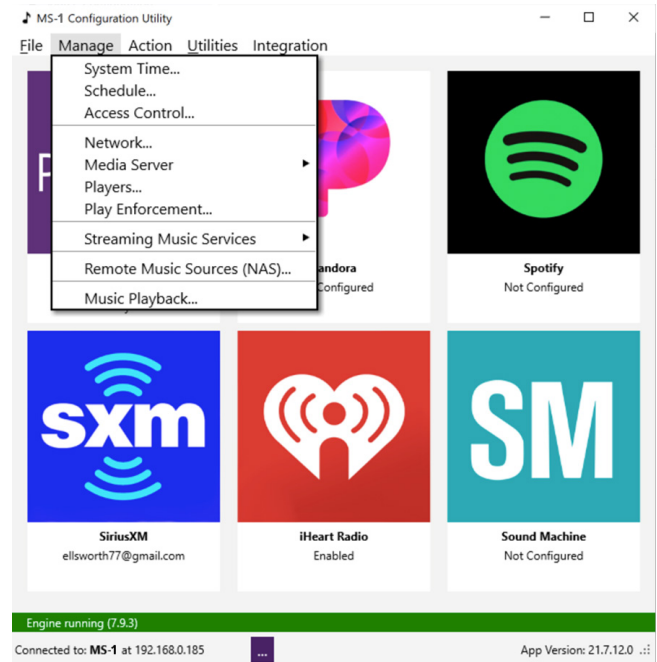 MS-1 Configuration Utility
File Manage Action Utilities Integration
System Time...
Schedule...
Access Control...
Network...
Media Server
Players...
Play Enforcement...
Streaming Music Services
Remote Music Sources (NAS)...
Music Playback...
P
andora
Configured
Spotify
Not Configured
sxm
SM
SiriusXM
ellsworth77@gmail.com
iHeart Radio
Enabled
Sound Machine
Not Configured
Engine running (7.9.3)
Connected to: MS-1 at 192.168.0.185
...
App Version: 21.7.12.0